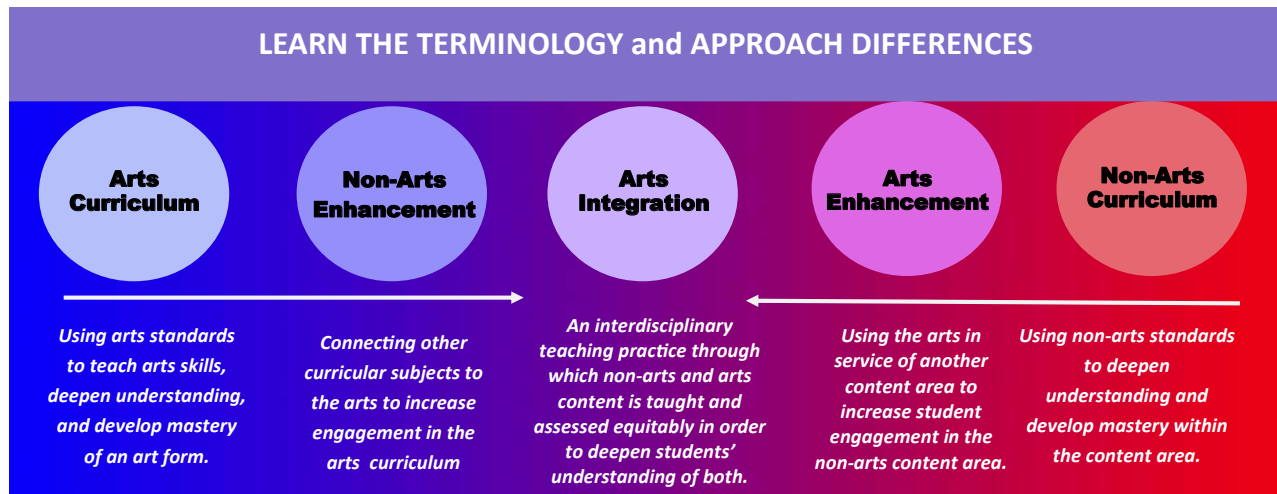 LEARN THE TERMINOLOGY and APPROACH DIFFERENCES
Arts
Curriculum
Non-Arts
Enhancement
Arts
Integration
Arts
Enhancement
Non-Arts
Curriculum
Using arts standards
to teach arts skills,
deepen understanding,
and develop mastery
of an art form.
Connecting other
curricular subjects to
the arts to increase
engagement in the
arts curriculum
An interdisciplinary
teaching practice through
which non-arts and arts
content is taught and
assessed equitably in order
to deepen students’
understanding of both.
Using the arts in
service of another
content area to
increase student
engagement in the
non-arts content area.
Using non-arts standards
to deepen
understanding and
develop mastery within
the content area.